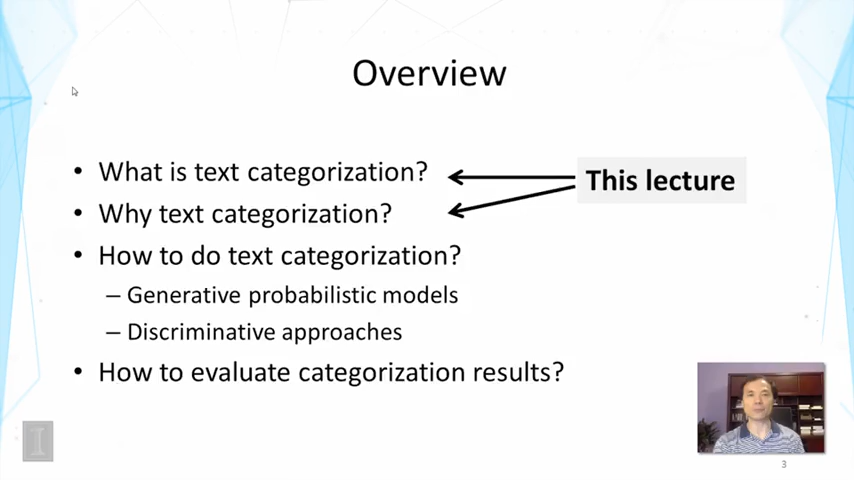 Overview
• What is text categorization?
This lecture
• Why text categorization?
• How to do text categorization?
– Generative probabilistic models
– Discriminative approaches
• How to evaluate categorization results?
I
3